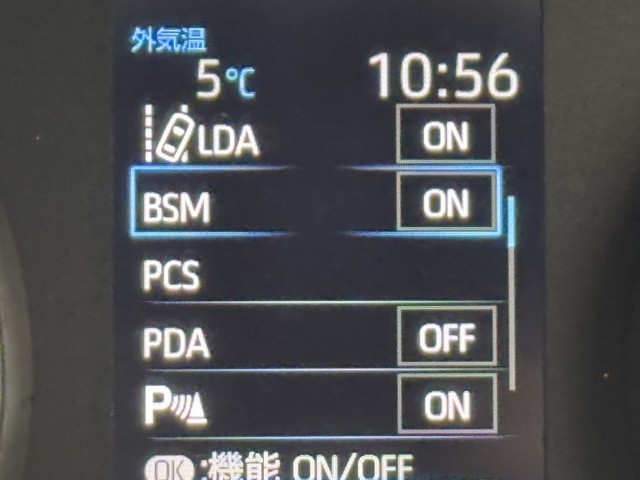 外気温
5℃ 10:56
LDA ON
BSM ON
PCS
PDA OFF
P ON
OK :機能 ON/OFF